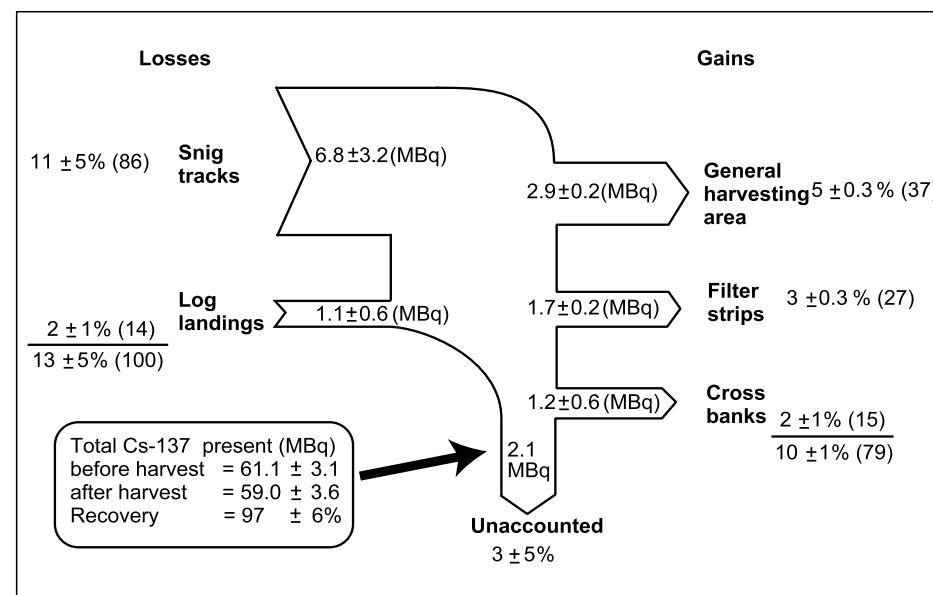 Losses
Gains
11 ±5% (86)
Snig
tracks
6.8±3.2(MBq)
2.9±0.2(MBq)
General
harvesting
area
5 ±0.3% (37)
Log
landings
1.1±0.6(MBq)
1.7±0.2(MBq)
Filter
strips
3 ±0.3% (27)
2 ±1% (14)
13 ±5% (100)
1.2±0.6(MBq)
Cross
banks
2 ±1% (15)
10 ±1% (79)
Total Cs-137 present (MBq)
before harvest = 61.1 ± 3.1
after harvest = 59.0 ± 3.6
Recovery = 97 ± 6%
2.1
MBq
Unaccounted
3 ±5%